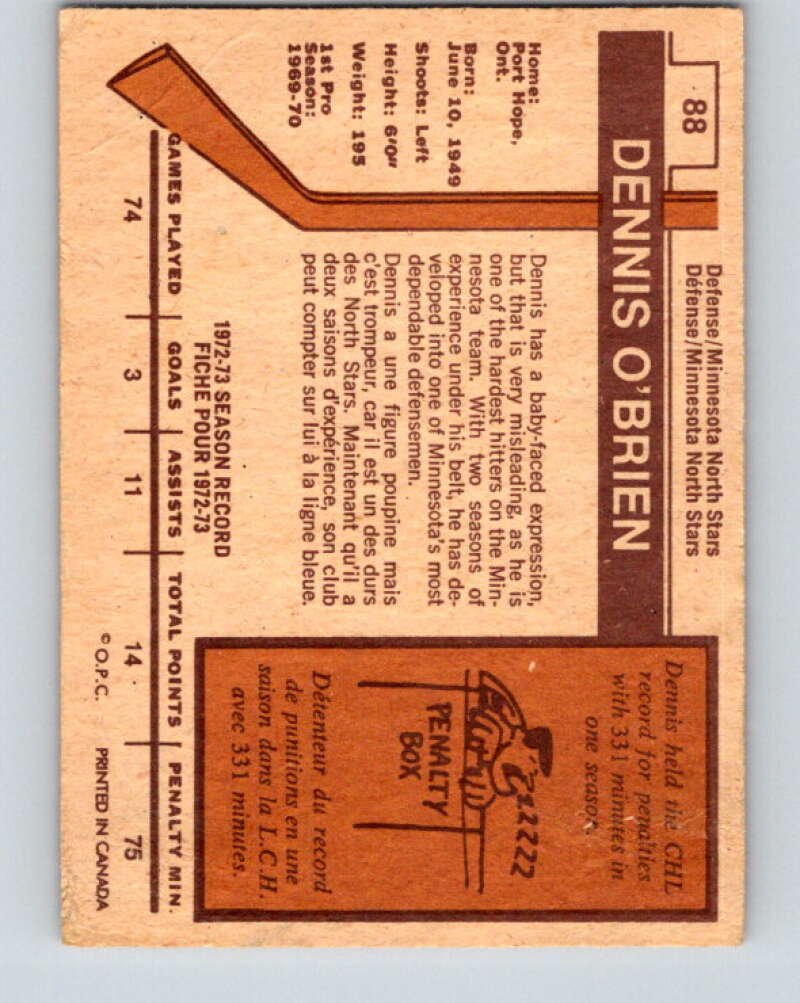 88
Defense/Minnesota North Stars
Défense/Minnesota North Stars
DENNIS O'BRIEN
Home:
Port Hope,
Ont.
Born:
June 10, 1949
Shoots: Left
Height: 6'0"
Weight: 195
1st Pro
Season:
1969-70
Dennis has a baby-faced expression,
but that is very misleading, as he is
one of the hardest hitters on the Min-
nesota team. With two seasons of
experience under his belt, he has de-
veloped into one of Minnesota's most
dependable defensemen.
Dennis a une figure poupine mais
c'est trompeur, car il est un des durs
des North Stars. Maintenant qu'il a
deux saisons d'expérience, son club
peut compter sur lui à la ligne bleue.
Dennis held the CHL
record for penalties
with 331 minutes in
one season.
ZZZZZZ
PENALTY
BOX
Détenteur du record
de punitions en une
saison dans la L.C.H.
avec 331 minutes.
1972-73 SEASON RECORD
FICHE POUR 1972-73
GAMES PLAYED | GOALS | ASSISTS | TOTAL POINTS | PENALTY MIN.
74 3 11 14 75
© O.P.C. PRINTED IN CANADA